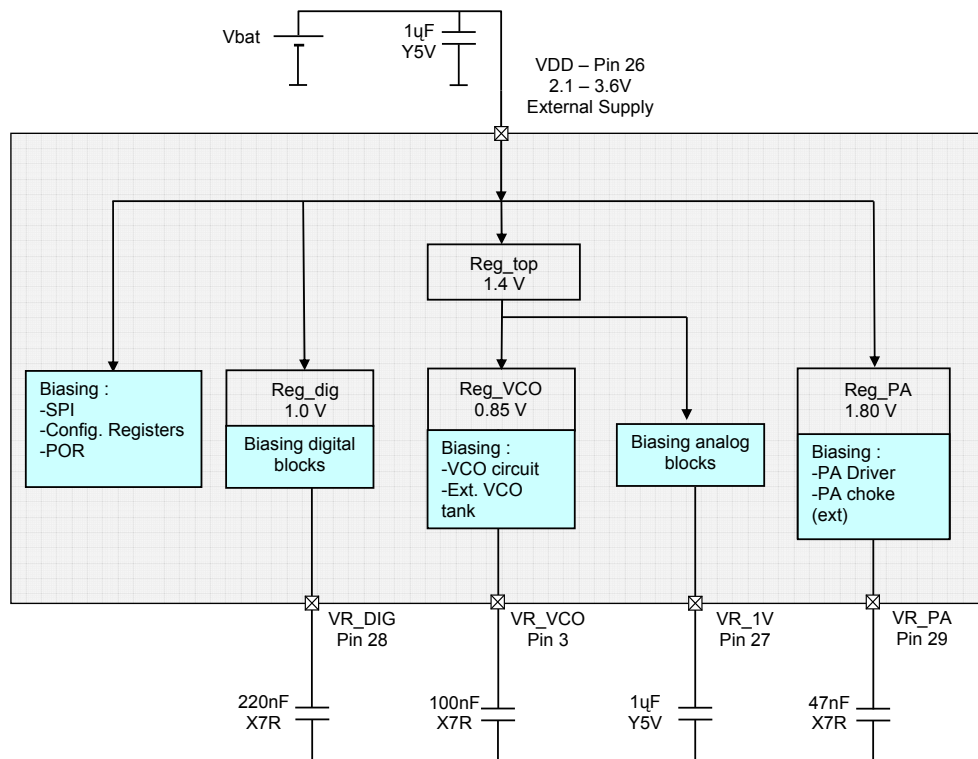 Vbat
1ųF
Y5V
VDD – Pin 26
2.1 – 3.6V
External Supply
Reg_top
1.4 V
Biasing :
-SPI
-Config. Registers
-POR
Reg_dig
1.0 V
Biasing digital
blocks
Reg_VCO
0.85 V
Biasing :
-VCO circuit
-Ext. VCO
tank
Biasing analog
blocks
Reg_PA
1.80 V
Biasing :
-PA Driver
-PA choke
(ext)
VR_DIG
Pin 28
VR_VCO
Pin 3
VR_1V
Pin 27
VR_PA
Pin 29
220nF
X7R
100nF
X7R
1ųF
Y5V
47nF
X7R